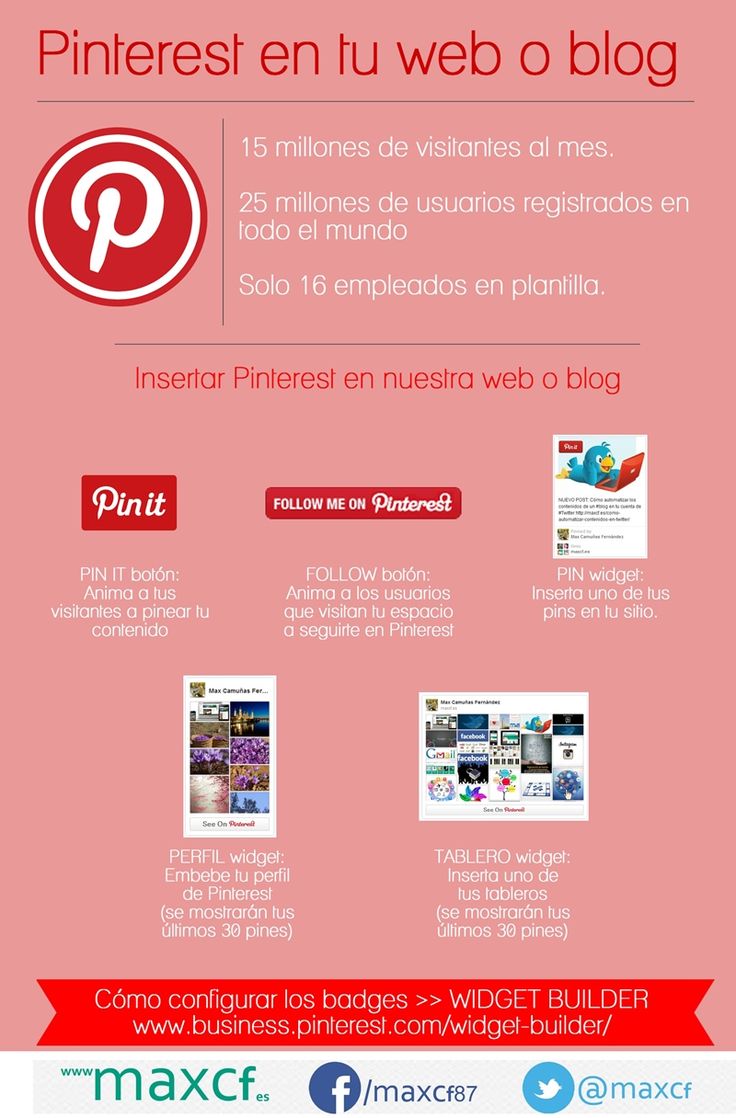 Pinterest en tu web o blog
15 millones de visitantes al mes.
25 millones de usuarios registrados en
todo el mundo
Solo 16 empleados en plantilla.
Insertar Pinterest en nuestra web o blog
Pin it
FOLLOW ME ON Pinterest
Pin it
NUEVO POST: Cómo automatizar los
contenidos de un #blog en tu cuenta de
#Twitter http://maxcf.es/como-
automatizar-contenidos-en-twitter/
Pinned by
Max Camuñas Fernández
maxcf.es
PIN IT botón:
Anima a tus
visitantes a pinear tu
contenido
FOLLOW botón:
Anima a los usuarios
que visitan tu espacio
a seguirte en Pinterest
PIN widget:
Inserta uno de tus
pins en tu sitio.
Max Camuñas Fer...
See On Pinterest
Max Camuñas Fernández
maxcf.es
facebook
Gmail
facebook
Instagram
See On Pinterest
PERFIL widget:
Embebe tu perfil
de Pinterest
(se mostrarán tus
últimos 30 pines)
TABLERO widget:
Inserta uno de
tus tableros
(se mostrarán tus
últimos 30 pines)
Cómo configurar los badges >> WIDGET BUILDER
www.business.pinterest.com/widget-builder/
www maxcf es
/maxcf87
@maxcf